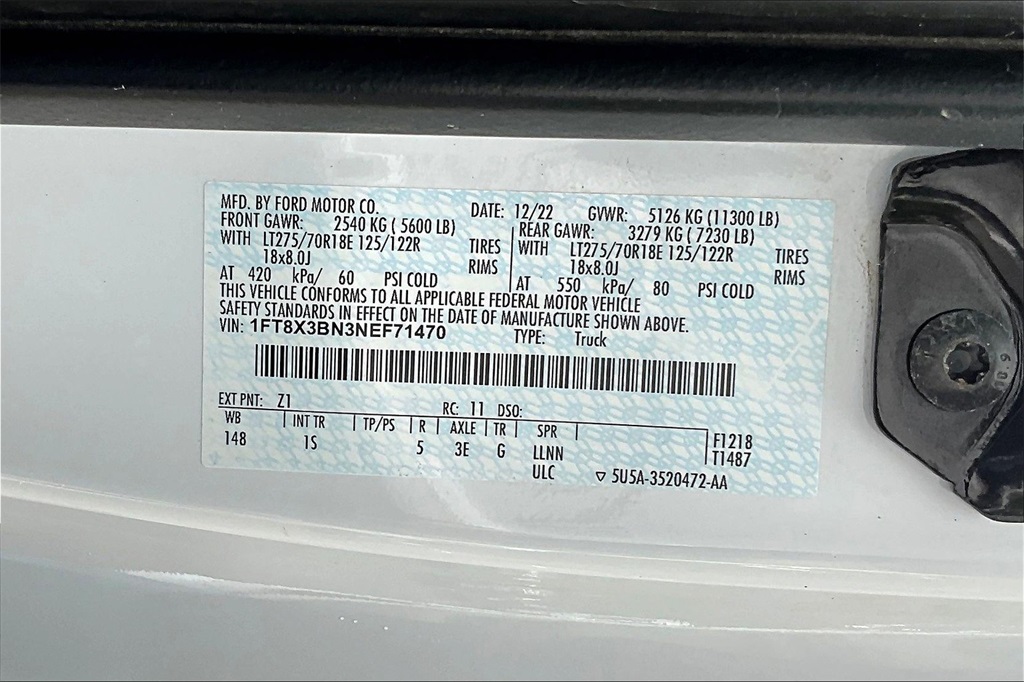 MFD. BY FORD MOTOR CO. DATE: 12/22 GVWR: 5126 KG (11300 LB)
FRONT GAWR: 2540 KG ( 5600 LB) REAR GAWR: 3279 KG ( 7230 LB)
WITH LT275/70R18E 125/122R TIRES WITH LT275/70R18E 125/122R TIRES
18x8.0J RIMS 18x8.0J RIMS
AT 420 kPa/ 60 PSI COLD AT 550 kPa/ 80 PSI COLD
THIS VEHICLE CONFORMS TO ALL APPLICABLE FEDERAL MOTOR VEHICLE
SAFETY STANDARDS IN EFFECT ON THE DATE OF MANUFACTURE SHOWN ABOVE.
VIN: 1FT8X3BN3NEF71470 TYPE: Truck
EXT PNT: Z1 RC: 11 DSO:
WB INT TR TP/PS R AXLE TR SPR F1218
148 1S 5 3E G LLNN T1487
ULC ▽ 5U5A-3520472-AA
10.9